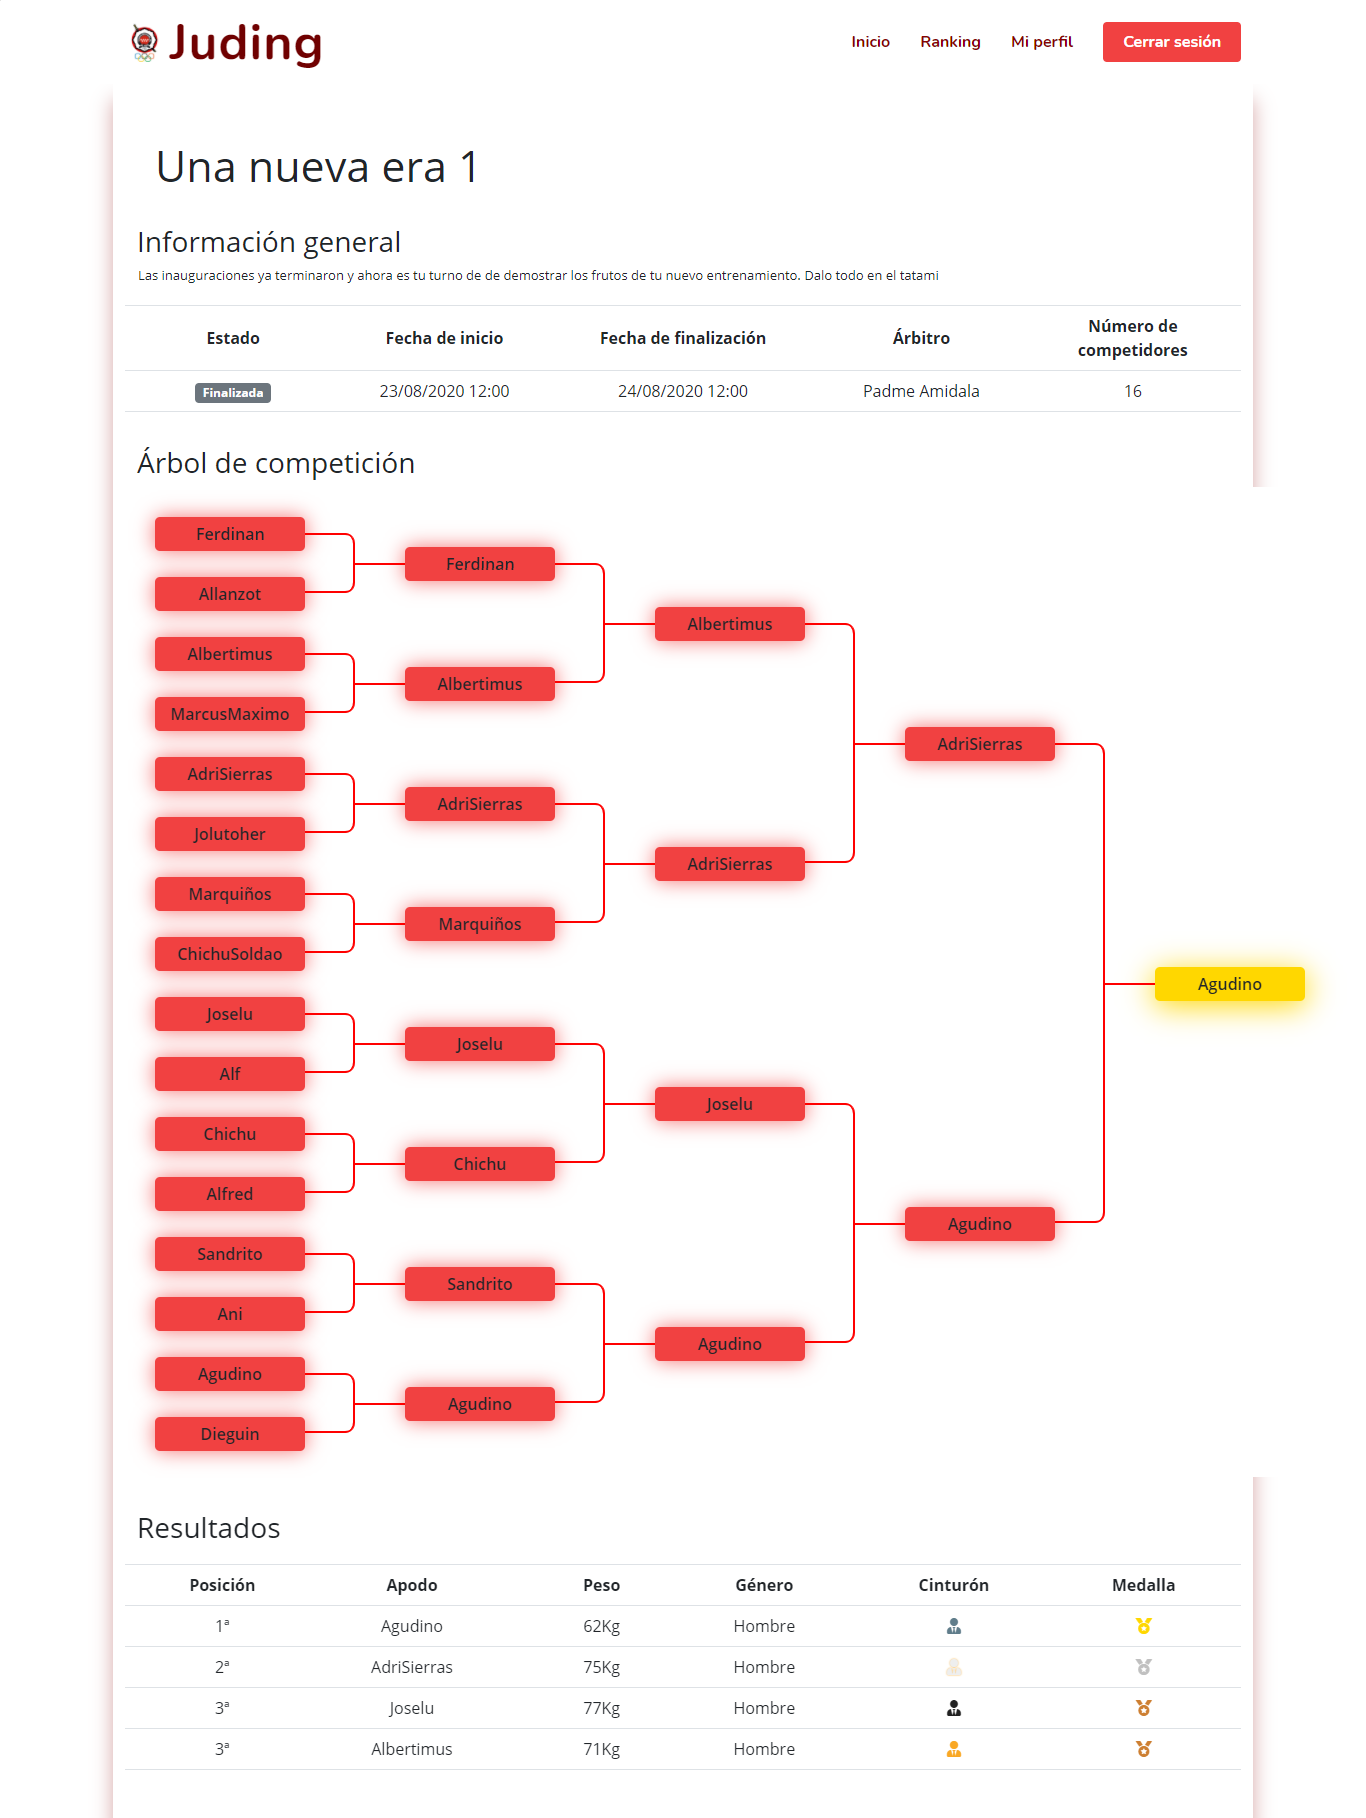 Juding
Inicio Ranking Mi perfil Cerrar sesión
Una nueva era 1
Información general
Las inauguraciones ya terminaron y ahora es tu turno de de demostrar los frutos de tu nuevo entrenamiento. Dalo todo en el tatami
Estado Fecha de inicio Fecha de finalización Árbitro Número de competidores
Finalizada 23/08/2020 12:00 24/08/2020 12:00 Padme Amidala 16
Árbol de competición
Ferdinan
Allanzot
Albertimus
MarcusMaximo
AdriSierras
Jolutoher
Marquiños
ChichuSoldao
Joselu
Alf
Chichu
Alfred
Sandrito
Ani
Agudino
Dieguin
Ferdinan
Albertimus
AdriSierras
Marquiños
Joselu
Chichu
Sandrito
Agudino
Albertimus
AdriSierras
Joselu
Agudino
AdriSierras
Agudino
Agudino
Resultados
Posición Apodo Peso Género Cinturón Medalla
1ª Agudino 62Kg Hombre
2ª AdriSierras 75Kg Hombre
3ª Joselu 77Kg Hombre
3ª Albertimus 71Kg Hombre